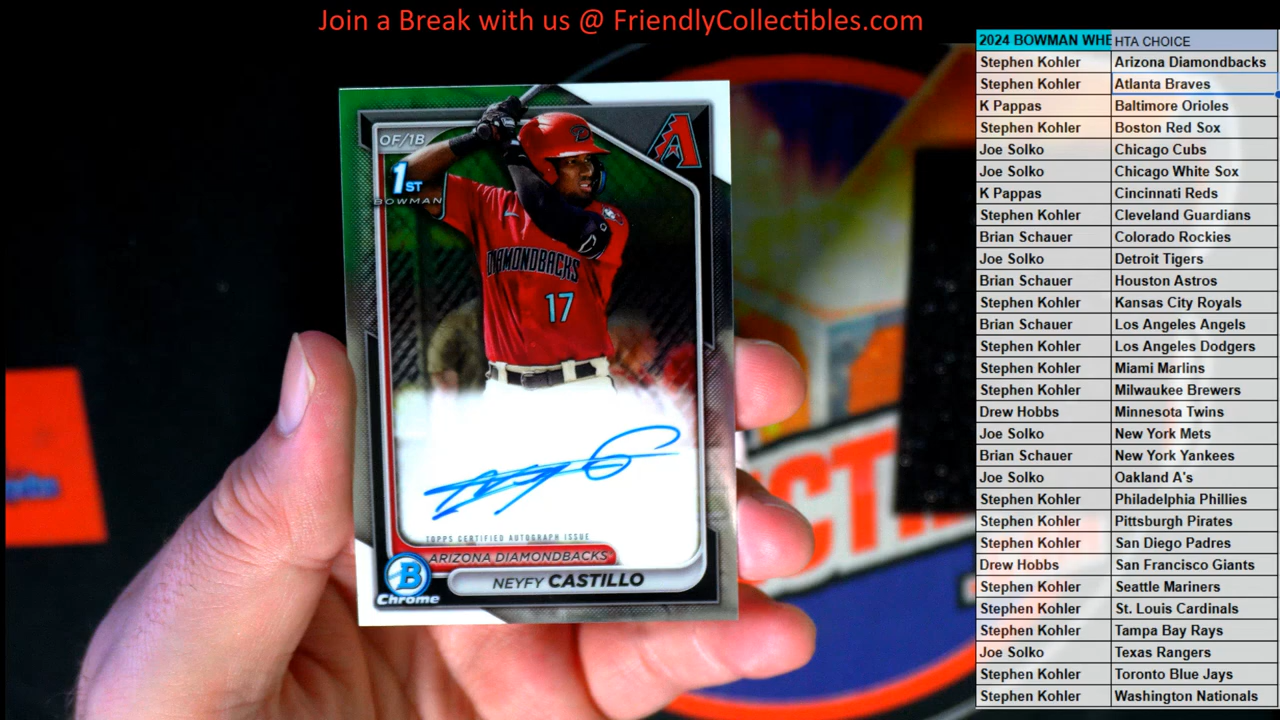 Join a Break with us @ FriendlyCollectibles.com
2024 BOWMAN WHE HTA CHOICE
Stephen Kohler Arizona Diamondbacks
Stephen Kohler Atlanta Braves
K Pappas Baltimore Orioles
Stephen Kohler Boston Red Sox
Joe Solko Chicago Cubs
Joe Solko Chicago White Sox
K Pappas Cincinnati Reds
Stephen Kohler Cleveland Guardians
Brian Schauer Colorado Rockies
Joe Solko Detroit Tigers
Brian Schauer Houston Astros
Stephen Kohler Kansas City Royals
Brian Schauer Los Angeles Angels
Stephen Kohler Los Angeles Dodgers
Stephen Kohler Miami Marlins
Stephen Kohler Milwaukee Brewers
Drew Hobbs Minnesota Twins
Joe Solko New York Mets
Brian Schauer New York Yankees
Joe Solko Oakland A's
Stephen Kohler Philadelphia Phillies
Stephen Kohler Pittsburgh Pirates
Stephen Kohler San Diego Padres
Drew Hobbs San Francisco Giants
Stephen Kohler Seattle Mariners
Stephen Kohler St. Louis Cardinals
Stephen Kohler Tampa Bay Rays
Joe Solko Texas Rangers
Stephen Kohler Toronto Blue Jays
Stephen Kohler Washington Nationals
OF/1B
1ST
BOWMAN
A
DIAMONDBACKS
17
TOPPS CERTIFIED AUTOGRAPH ISSUE
ARIZONA DIAMONDBACKS
NEYFY CASTILLO
B
Chrome